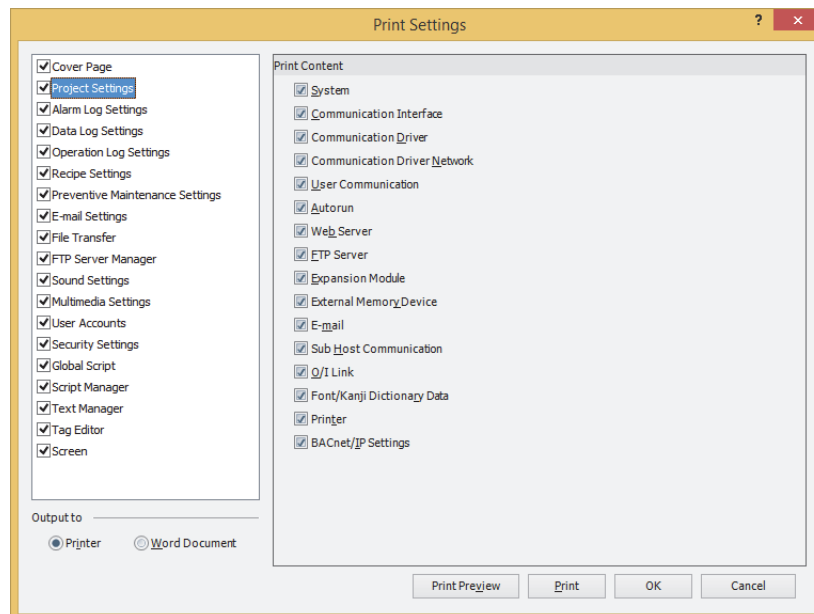 Print Settings
?
Cover Page
Project Settings
Alarm Log Settings
Data Log Settings
Operation Log Settings
Recipe Settings
Preventive Maintenance Settings
E-mail Settings
File Transfer
FTP Server Manager
Sound Settings
Multimedia Settings
User Accounts
Security Settings
Global Script
Script Manager
Text Manager
Tag Editor
Screen
Output to
Printer
Word Document
Print Content
System
Communication Interface
Communication Driver
Communication Driver Network
User Communication
Autorun
Web Server
FTP Server
Expansion Module
External Memory Device
E-mail
Sub Host Communication
O/I Link
Font/Kanji Dictionary Data
Printer
BACnet/IP Settings
Print Preview
Print
OK
Cancel